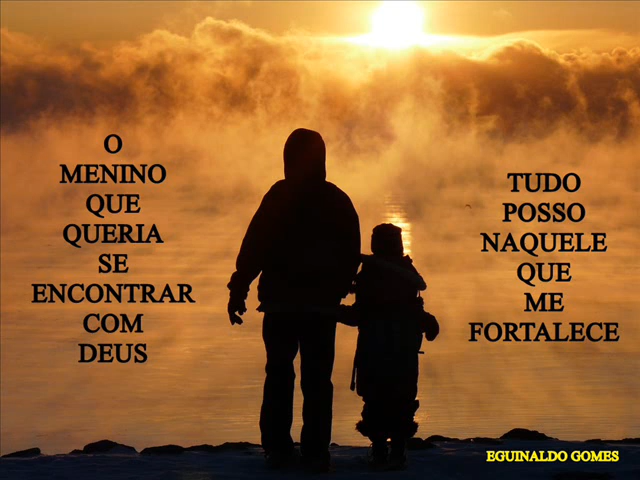 O
MENINO
QUE
QUERIA
SE
ENCONTRAR
COM
DEUS
TUDO
POSSO
NAQUELE
QUE
ME
FORTALECE
EGUINALDO GOMES